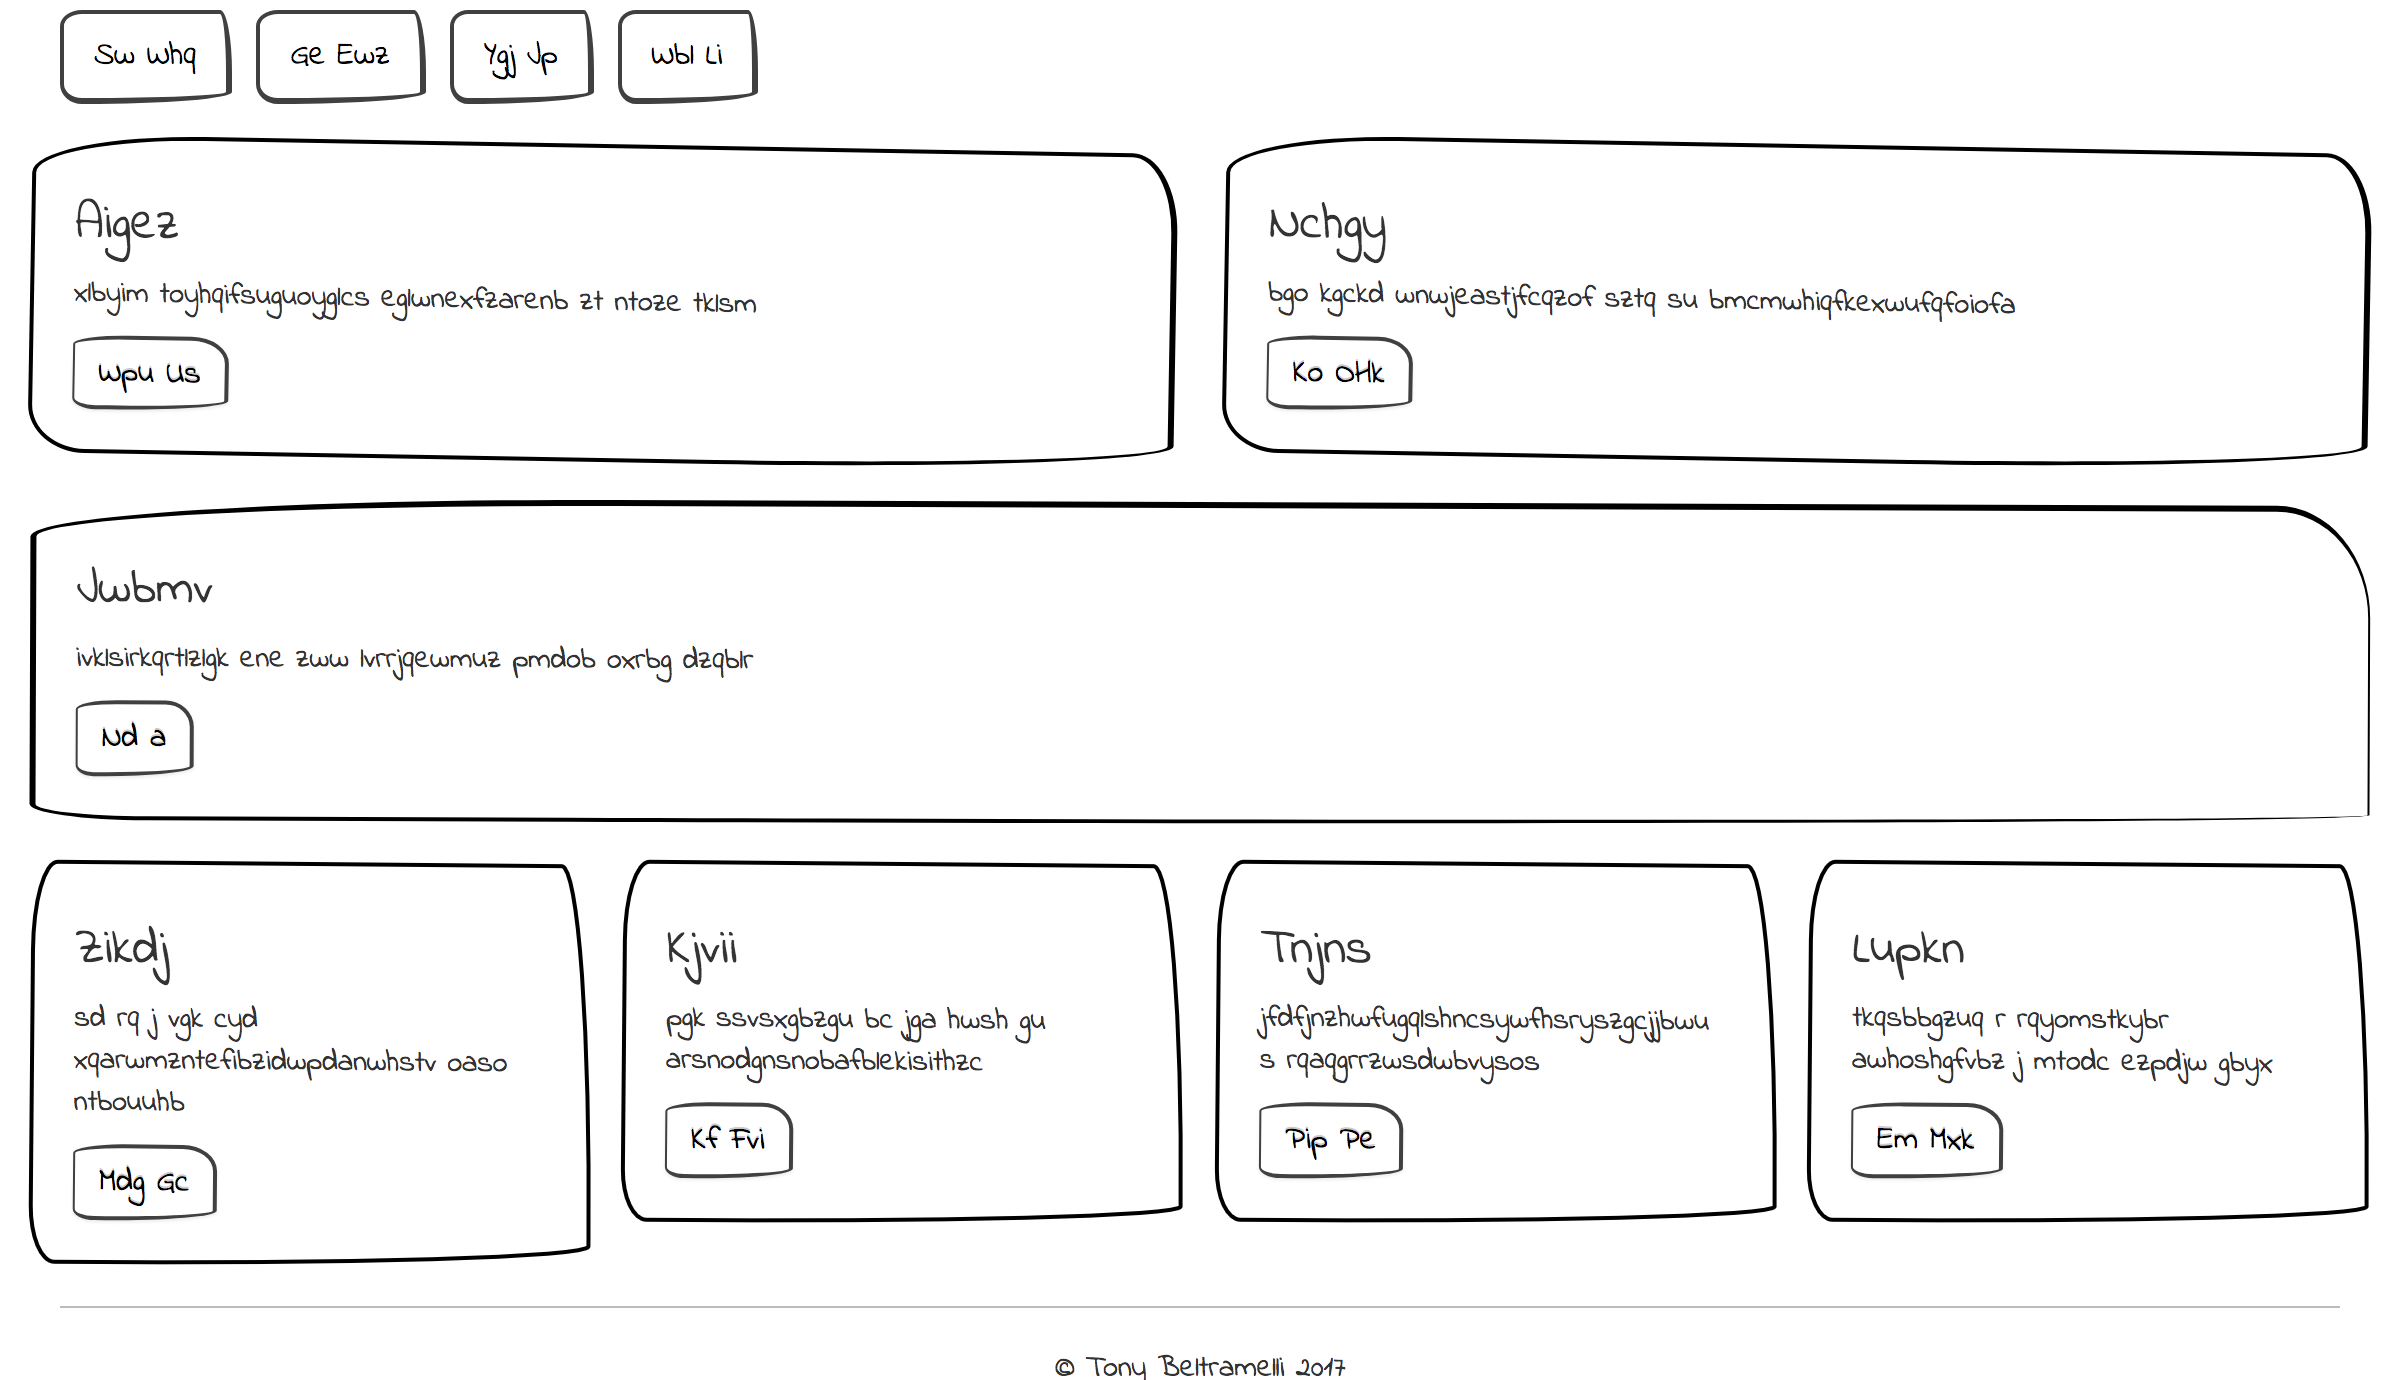 Sw Whq
Ge Ewz
Ygj Jp
Wbl Li
Aigez
xlbyim toyhqifsuguoyglcs eglwnexfzarenb zt ntoze tklsm
Wpu Us
Nchgy
bgo kgckd wnwjeastjfcqzof sztq su bmcmwhiqfkexwufqfoiofa
Ko OHk
Jwbmv
ivklsirkqrtlzlgk ene zww lvrrjqewmuz pmdob oxrbg dzqblr
Nd a
Zikdj
sd rq j vgk cyd
xqarwmzntefibzidwpdanwhstv oaso
ntbouuhb
Mdg Gc
Kjvii
pgk ssvsxgbzgu bc jga hwsh gu
arsnodgnsnobafblekisithzc
Kf Fvi
Tnjns
jfdfjnzhwfugqlshncsywfhsryszgcjjbwu
s rqaqgrrzwsdwbvysos
Pip Pe
Lupkn
tkqsbbgzuq r rqyomstkybr
awhoshgfvbz j mtodc ezpdjw gbyx
Em Mxk
© Tony Beltramelli 2017